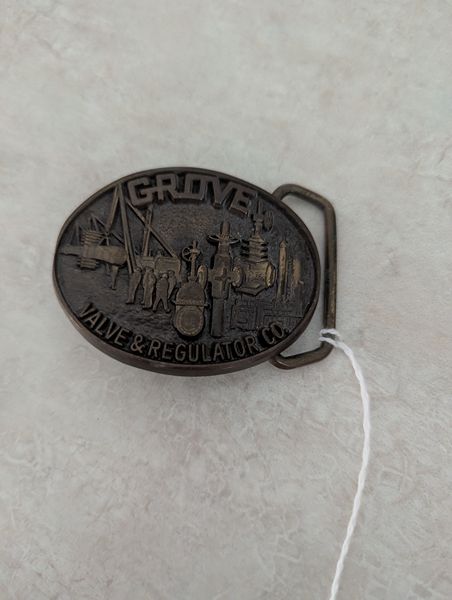 GROVE
VALVE & REGULATOR CO.